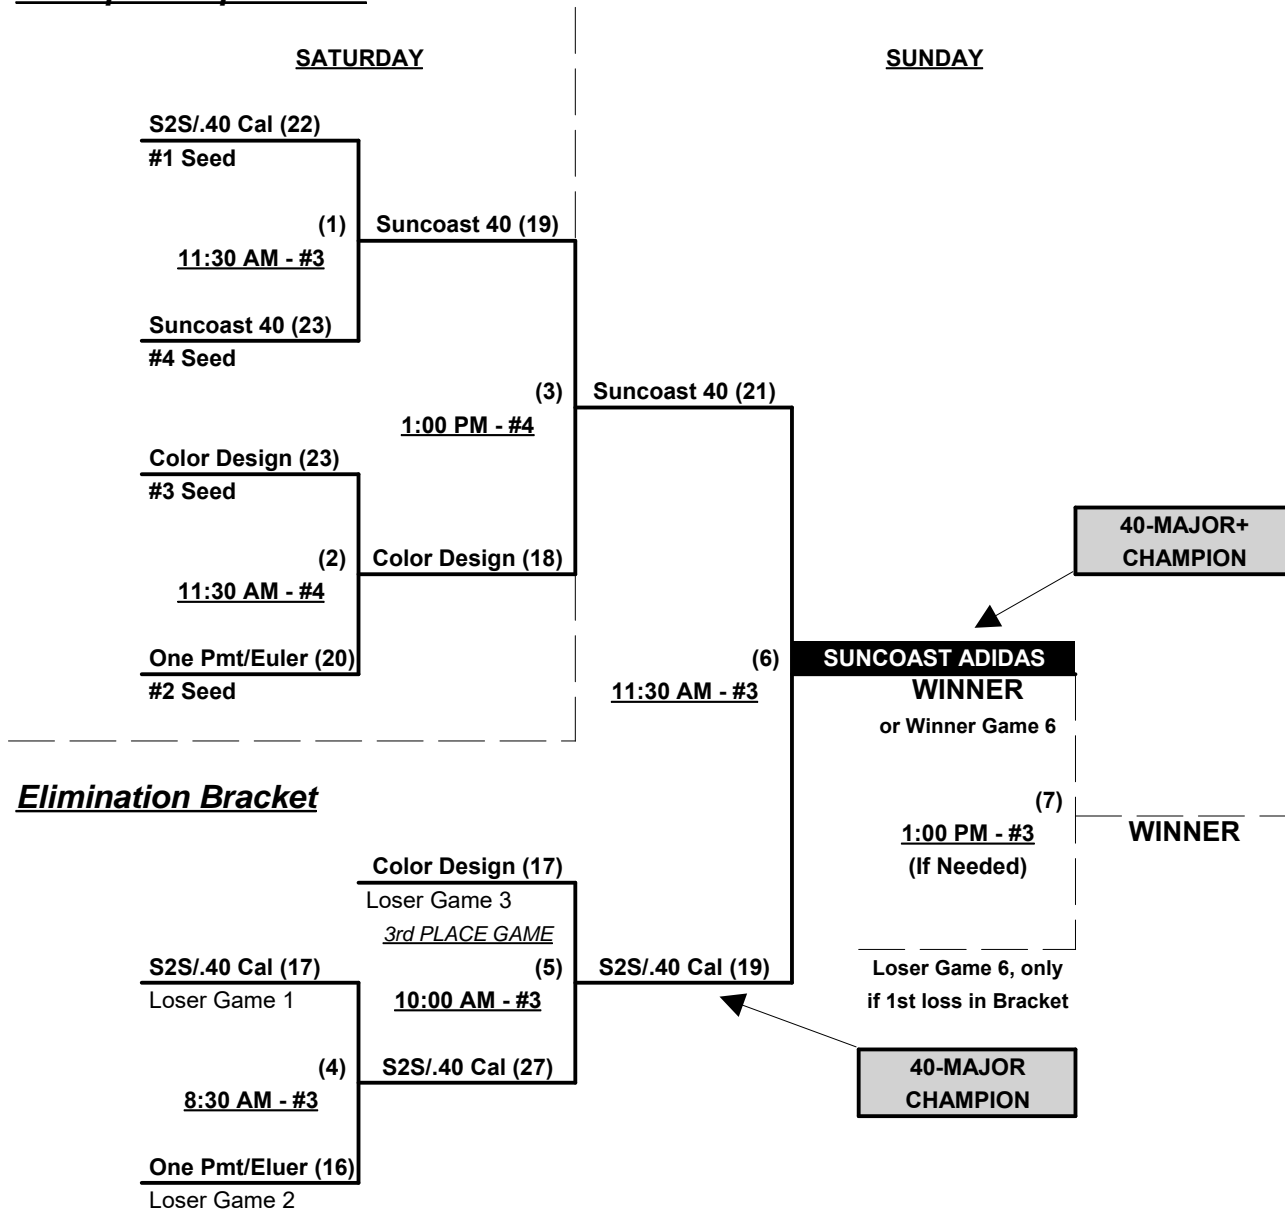 SATURDAY
SUNDAY
S2S/.40 Cal (22)
#1 Seed
(1)
Suncoast 40 (19)
11:30 AM - #3
Suncoast 40 (23)
#4 Seed
(3)
Suncoast 40 (21)
1:00 PM - #4
Color Design (23)
#3 Seed
(2)
Color Design (18)
11:30 AM - #4
One Pmt/Euler (20)
#2 Seed
40-MAJOR+
CHAMPION
(6)
SUNCOAST ADIDAS
11:30 AM - #3
WINNER
or Winner Game 6
Elimination Bracket
(7)
1:00 PM - #3
(If Needed)
WINNER
Color Design (17)
Loser Game 3
3rd PLACE GAME
S2S/.40 Cal (17)
Loser Game 1
(5)
S2S/.40 Cal (19)
10:00 AM - #3
Loser Game 6, only
if 1st loss in Bracket
(4)
S2S/.40 Cal (27)
8:30 AM - #3
40-MAJOR
CHAMPION
One Pmt/Eluer (16)
Loser Game 2